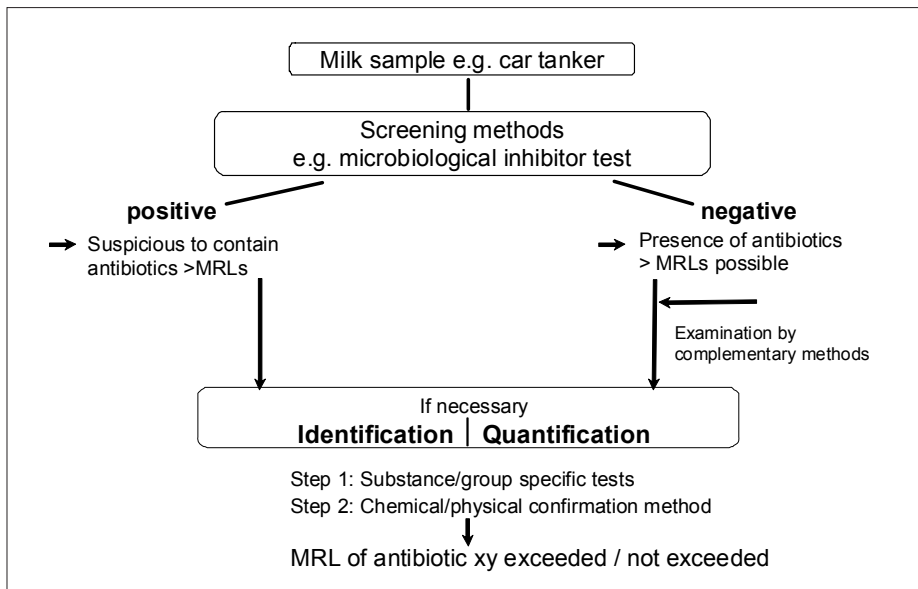 Milk sample e.g. car tanker
Screening methods
e.g. microbiological inhibitor test
positive
Suspicious to contain
antibiotics >MRLs
negative
Presence of antibiotics
> MRLs possible
Examination by
complementary methods
If necessary
Identification | Quantification
Step 1: Substance/group specific tests
Step 2: Chemical/physical confirmation method
MRL of antibiotic xy exceeded / not exceeded